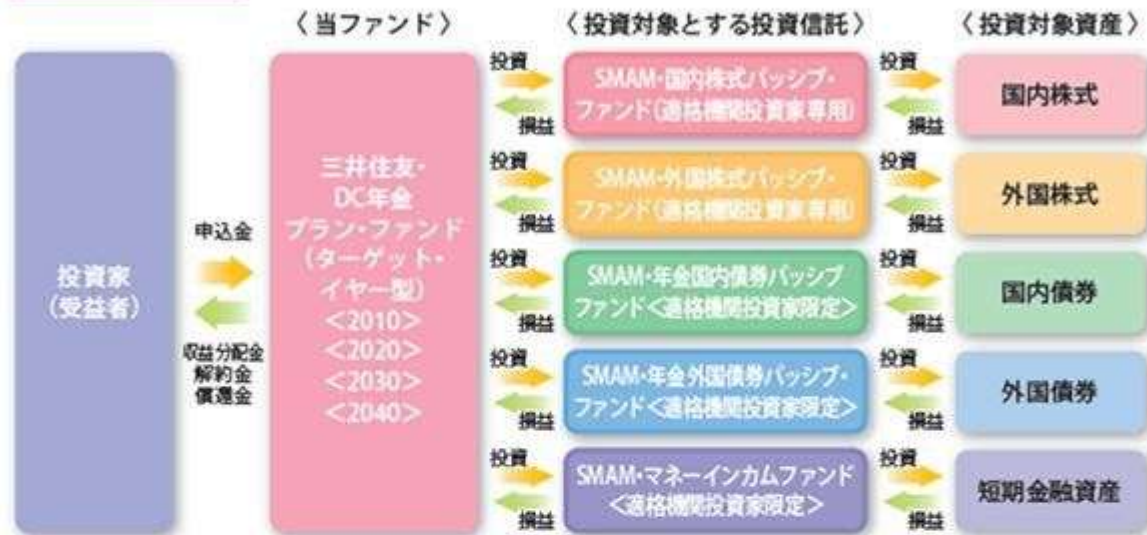 〈当ファンド〉
〈投資対象とする投資信託〉
〈投資対象資産〉
投資家
(受益者)
申込金
収益分配金
解約金
償還金
三井住友・
DC年金
プラン・ファンド
(ターゲット・
イヤー型)
<2010>
<2020>
<2030>
<2040>
投資
損益
SMAM・国内株式パッシブ・
ファンド(適格機関投資家専用)
投資
損益
国内株式
投資
損益
SMAM・外国株式パッシブ・
ファンド(適格機関投資家専用)
投資
損益
外国株式
投資
損益
SMAM・年金国内債券パッシブ
ファンド<適格機関投資家限定>
投資
損益
国内債券
投資
損益
SMAM・年金外国債券パッシブ・
ファンド<適格機関投資家限定>
投資
損益
外国債券
投資
損益
SMAM・マネーインカムファンド
<適格機関投資家限定>
投資
損益
短期金融資産